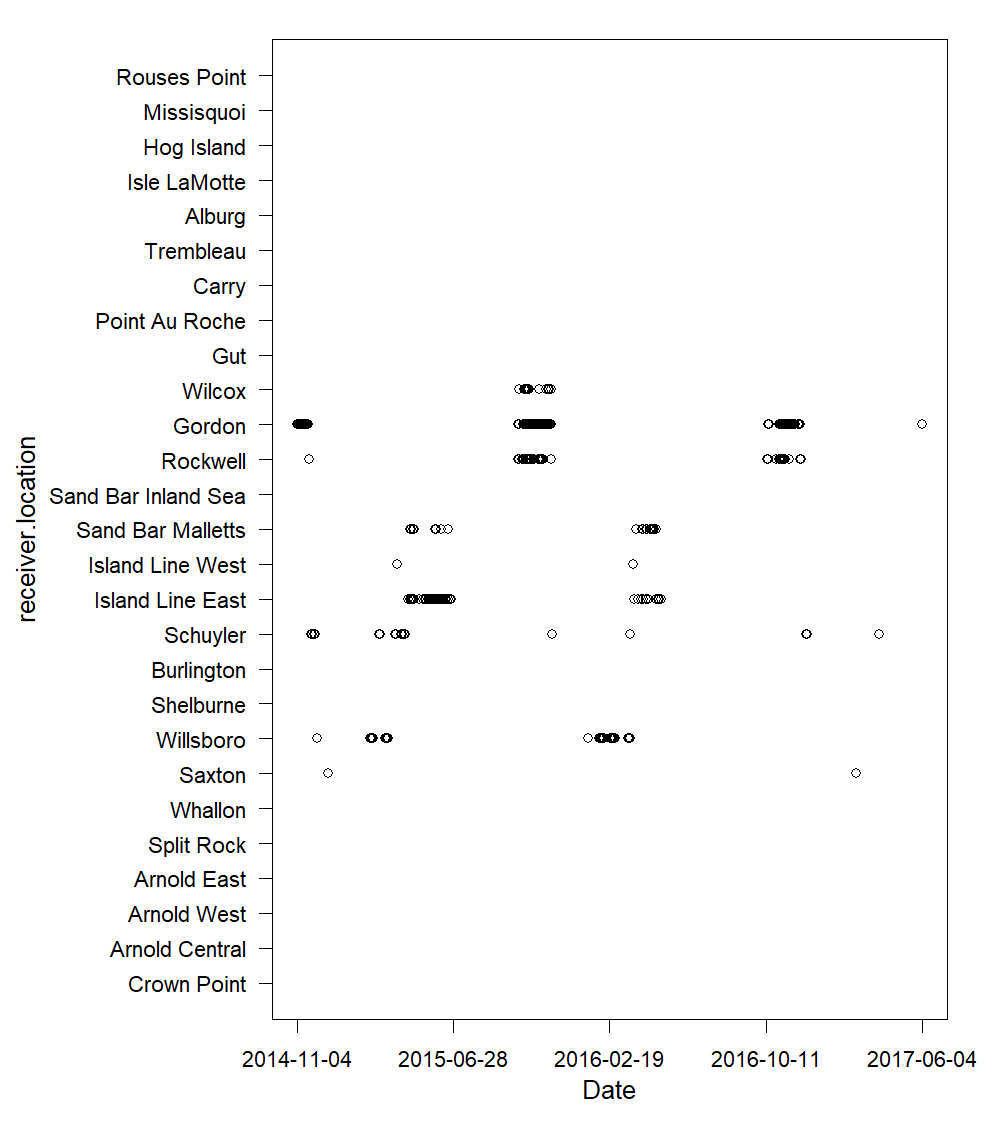 Rouses Point
Missisquoi
Hog Island
Isle LaMotte
Alburg
Trembleau
Carry
Point Au Roche
Gut
Wilcox
Gordon
Rockwell
Sand Bar Inland Sea
Sand Bar Malletts
Island Line West
Island Line East
Schuyler
Burlington
Shelburne
Willsboro
Saxton
Whallon
Split Rock
Arnold East
Arnold West
Arnold Central
Crown Point
receiver.location
2014-11-04 2015-06-28 2016-02-19 2016-10-11 2017-06-04
Date